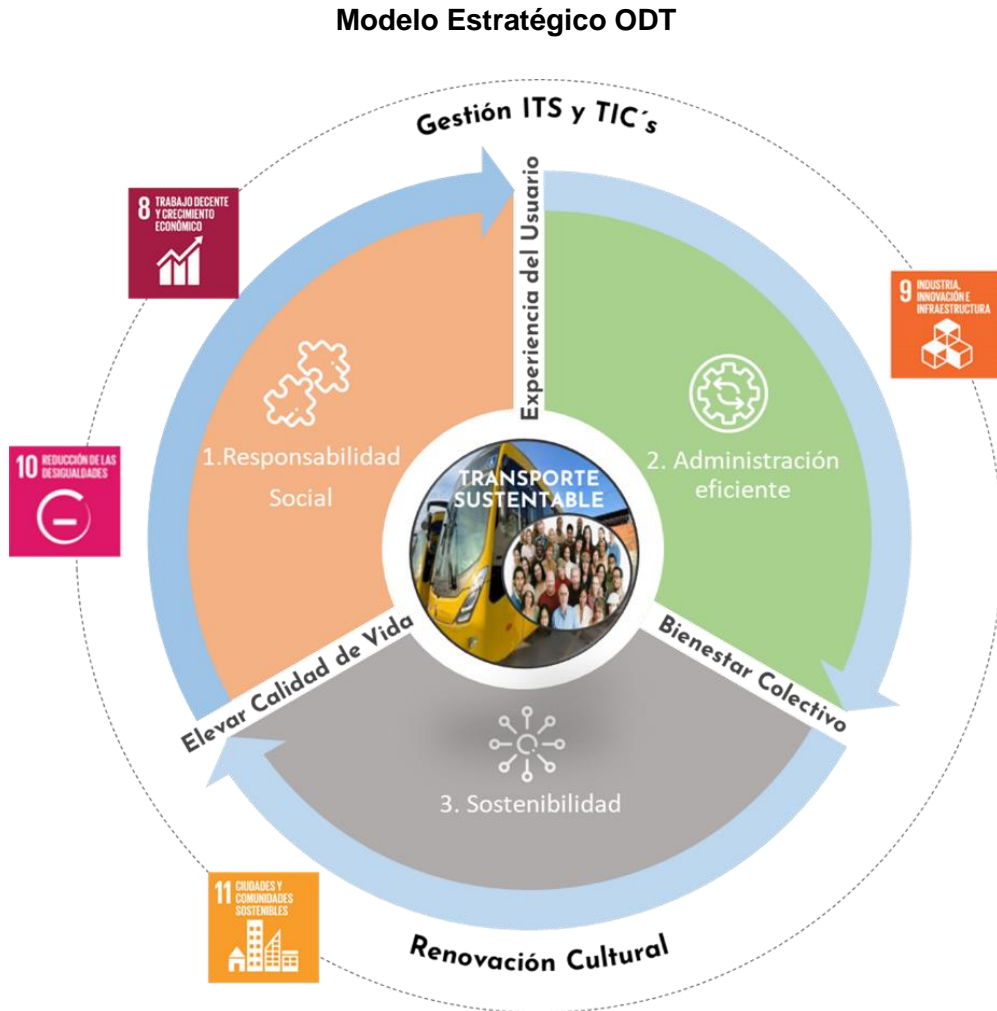 Modelo Estratégico ODT
Gestión ITS y TIC´s
8 TRABAJO DECENTE
Y CRECIMIENTO
ECONÓMICO
Experiencia del Usuario
9 INDUSTRIA,
INNOVACIÓN E
INFRAESTRUCTURA
10 REDUCCIÓN DE LAS
DESIGUALDADES
1.Responsabilidad
Social
2. Administración
eficiente
TRANSPORTE
SUSTENTABLE
Elevar Calidad de Vida
Bienestar Colectivo
3. Sostenibilidad
11 CIUDADES Y
COMUNIDADES
SOSTENIBLES
Renovación Cultural